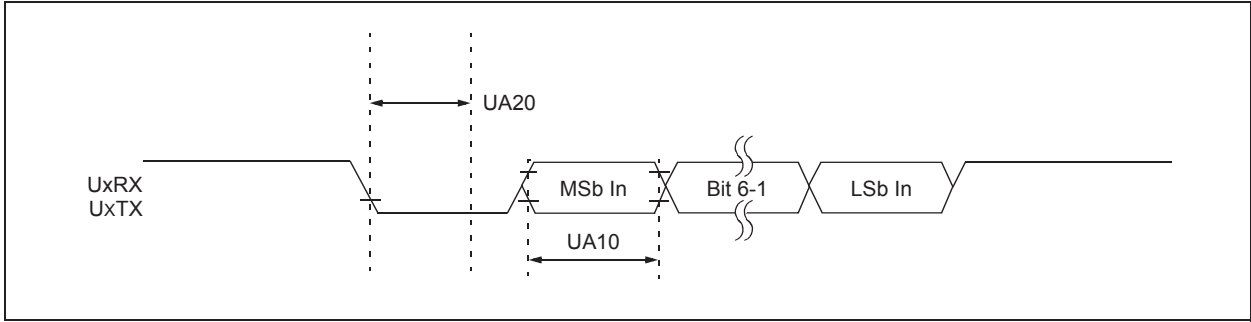 UA20
UxRX
UxTX
MSb In
Bit 6-1
LSb In
UA10